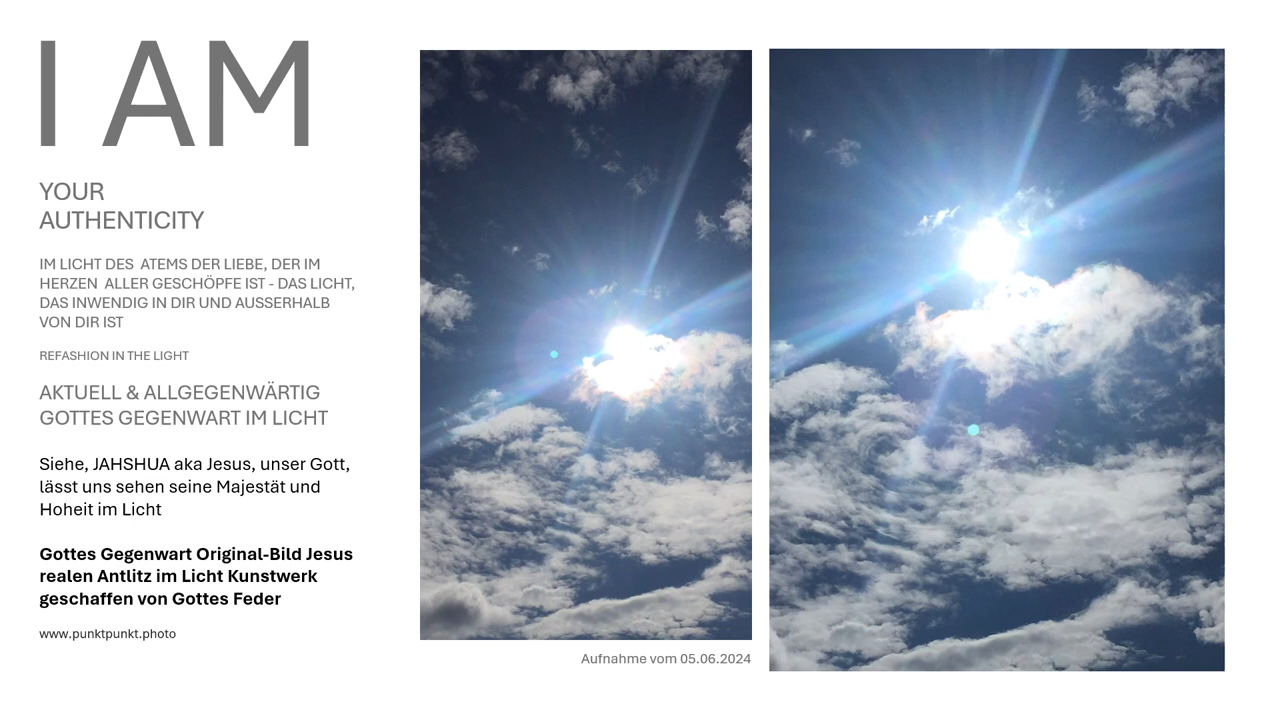 I AM
YOUR
AUTHENTICITY
IM LICHT DES  ATEMS DER LIEBE, DER IM
HERZEN  ALLER GESCHÖPFE IST - DAS LICHT,
DAS INWENDIG IN DIR UND AUSSERHALB
VON DIR IST
REFASHION IN THE LIGHT
AKTUELL & ALLGEGENWÄRTIG
GOTTES GEGENWART IM LICHT
Siehe, JAHSHUA aka Jesus, unser Gott,
lässt uns sehen seine Majestät und
Hoheit im Licht
Gottes Gegenwart Original-Bild Jesus
realen Antlitz im Licht Kunstwerk
geschaffen von Gottes Feder
www.punktpunkt.photo
Aufnahme vom 05.06.2024